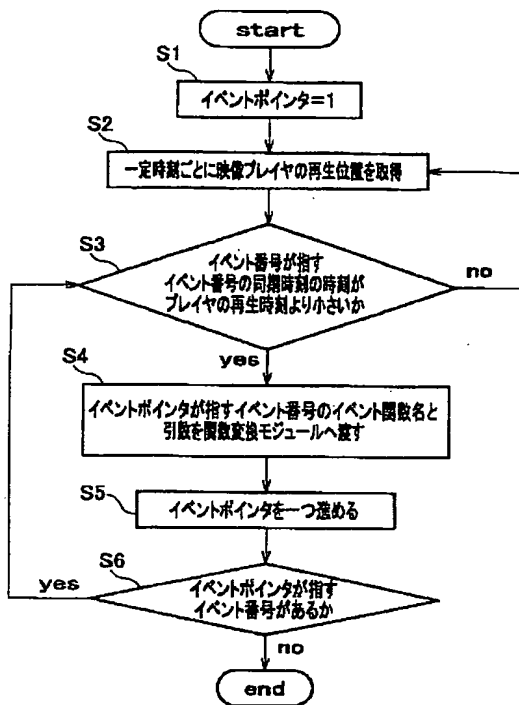 start
S1
イベントポインタ=1
S2
一定時刻ごとに映像プレイヤの再生位置を取得
S3
イベント番号が指す
イベント番号の同期時刻の時刻が
プレイヤの再生時刻より小さいか
no
yes
S4
イベントポインタが指すイベント番号のイベント関数名と
引数を関数変換モジュールへ渡す
S5
イベントポインタを一つ進める
S6
yes
イベントポインタが指す
イベント番号があるか
no
end